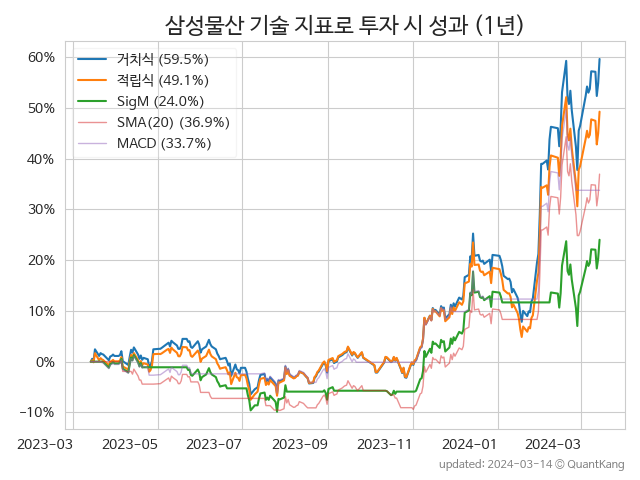 삼성물산 기술 지표로 투자 시 성과 (1년)
거치식 (59.5%)
적립식 (49.1%)
SigM (24.0%)
SMA(20) (36.9%)
MACD (33.7%)
60%
50%
40%
30%
20%
10%
0%
−10%
2023-03
2023-05
2023-07
2023-09
2023-11
2024-01
2024-03
updated: 2024-03-14 @ QuantKang